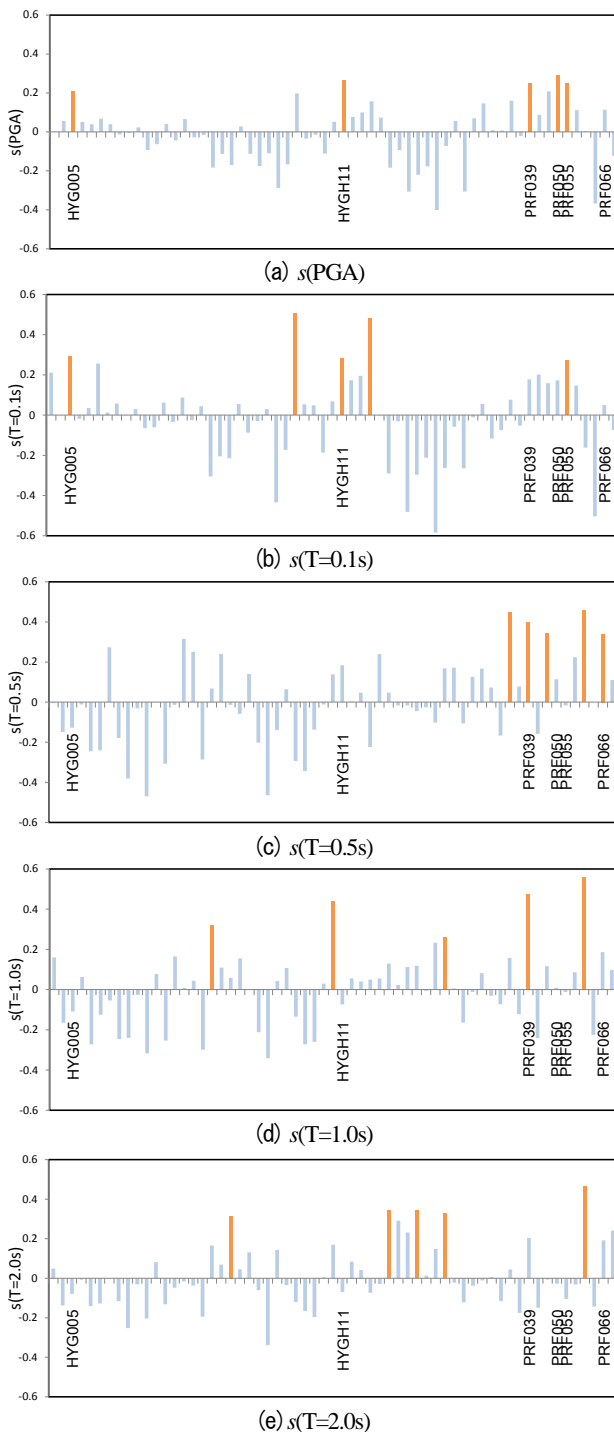 0.6
0.4
0.2
0
-0.2
-0.4
-0.6
s(PGA)
HYG005
HYGH11
PRF039
PRF050
PRF055
PRF066
(a) s(PGA)
0.6
0.4
0.2
0
-0.2
-0.4
-0.6
s(T=0.1s)
HYG005
HYGH11
PRF039
PRF050
PRF055
PRF066
(b) s(T=0.1s)
0.6
0.4
0.2
0
-0.2
-0.4
-0.6
s(T=0.5s)
HYG005
HYGH11
PRF039
PRF050
PRF055
PRF066
(c) s(T=0.5s)
0.6
0.4
0.2
0
-0.2
-0.4
-0.6
s(T=1.0s)
HYG005
HYGH11
PRF039
PRF050
PRF055
PRF066
(d) s(T=1.0s)
0.6
0.4
0.2
0
-0.2
-0.4
-0.6
s(T=2.0s)
HYG005
HYGH11
PRF039
PRF050
PRF055
PRF066
(e) s(T=2.0s)